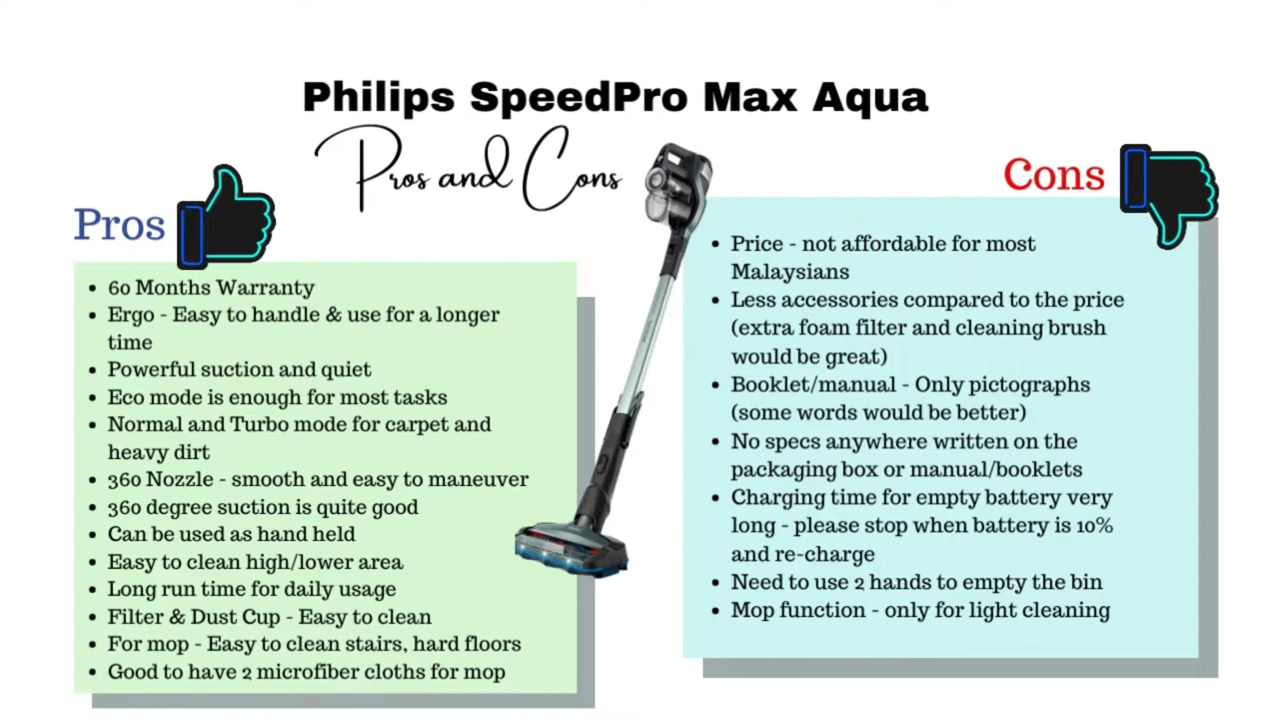 Philips SpeedPro Max Aqua
Pros and Cons
Pros
• 60 Months Warranty
• Ergo - Easy to handle & use for a longer
time
• Powerful suction and quiet
• Eco mode is enough for most tasks
• Normal and Turbo mode for carpet and
heavy dirt
• 360 Nozzle - smooth and easy to maneuver
• 360 degree suction is quite good
• Can be used as hand held
• Easy to clean high/lower area
• Long run time for daily usage
• Filter & Dust Cup - Easy to clean
• For mop - Easy to clean stairs, hard floors
• Good to have 2 microfiber cloths for mop
Cons
• Price - not affordable for most
Malaysians
• Less accessories compared to the price
(extra foam filter and cleaning brush
would be great)
• Booklet/manual - Only pictographs
(some words would be better)
• No specs anywhere written on the
packaging box or manual/booklets
• Charging time for empty battery very
long - please stop when battery is 10%
and re-charge
• Need to use 2 hands to empty the bin
• Mop function - only for light cleaning